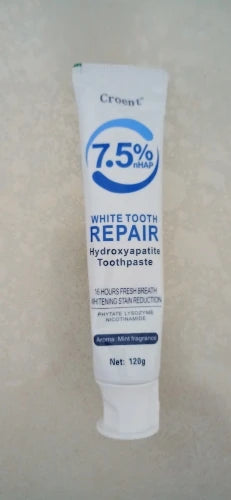 Croent®
7.5%
nHAP
WHITE TOOTH
REPAIR
Hydroxyapatite
Toothpaste
16 HOURS FRESH BREATH
WHITENING STAIN REDUCTION
PHYTATE LYSOZYME
NICOTINAMIDE
Aroma: Mint fragrance
Net: 120g